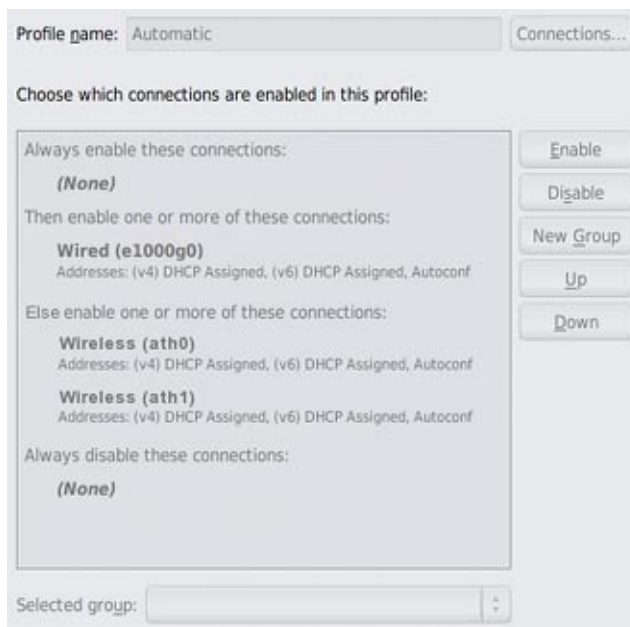 Profile name: Automatic Connections...
Choose which connections are enabled in this profile:
Always enable these connections:
(None)
Then enable one or more of these connections:
Wired (e1000g0)
Addresses: (v4) DHCP Assigned, (v6) DHCP Assigned, Autoconf
Else enable one or more of these connections:
Wireless (ath0)
Addresses: (v4) DHCP Assigned, (v6) DHCP Assigned, Autoconf
Wireless (ath1)
Addresses: (v4) DHCP Assigned, (v6) DHCP Assigned, Autoconf
Always disable these connections:
(None)
Enable
Disable
New Group
Up
Down
Selected group: